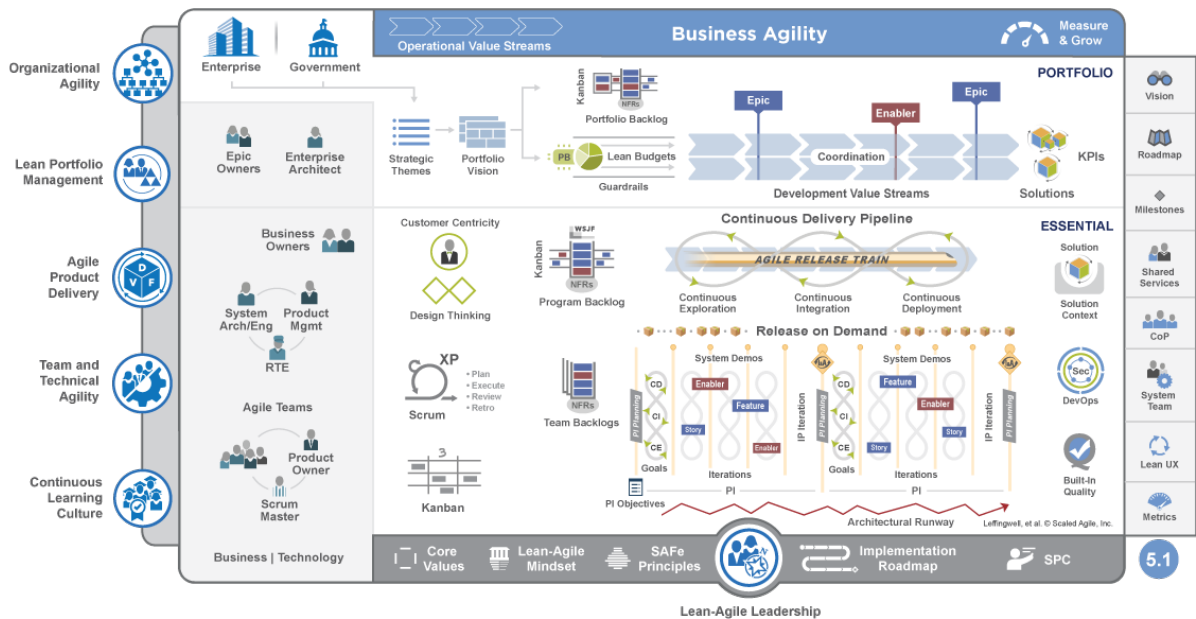 Operational Value Streams
Business Agility
Measure
& Grow
Organizational
Agility
Lean Portfolio
Management
Agile
Product
Delivery
D
V
F
Team and
Technical
Agility
Continuous
Learning
Culture
Enterprise
Government
Epic
Owners
Enterprise
Architect
Business
Owners
System
Arch/Eng
Product
Mgmt
RTE
Agile Teams
Product
Owner
Scrum
Master
Business | Technology
PORTFOLIO
Strategic
Themes
Portfolio
Vision
Kanban
NFRs
Portfolio Backlog
PB
Lean Budgets
Guardrails
Epic
Enabler
Epic
Coordination
Development Value Streams
KPIs
Solutions
ESSENTIAL
Customer Centricity
Design Thinking
WSJF
Kanban
NFRs
Program Backlog
Continuous Delivery Pipeline
AGILE RELEASE TRAIN
Continuous
Exploration
Continuous
Integration
Continuous
Deployment
Solution
Solution
Context
Release on Demand
XP
• Plan
• Execute
• Review
• Retro
Scrum
NFRs
Team Backlogs
3
Kanban
System Demos
PI Planning
CD
CI
CE
Goals
Enabler
Feature
Story
Enabler
Iterations
IP Iteration
I&A
System Demos
PI Planning
CD
CI
CE
Goals
Feature
Enabler
Story
Story
Iterations
IP Iteration
I&A
PI Planning
PI
PI
PI Objectives
Architectural Runway
Leffingwell, et al. © Scaled Agile, Inc.
Sec
DevOps
Built-In
Quality
Vision
Roadmap
Milestones
Shared
Services
CoP
System
Team
Lean UX
Metrics
Core
Values
Lean-Agile
Mindset
SAFe
Principles
N
Implementation
Roadmap
SPC
5.1
Lean-Agile Leadership